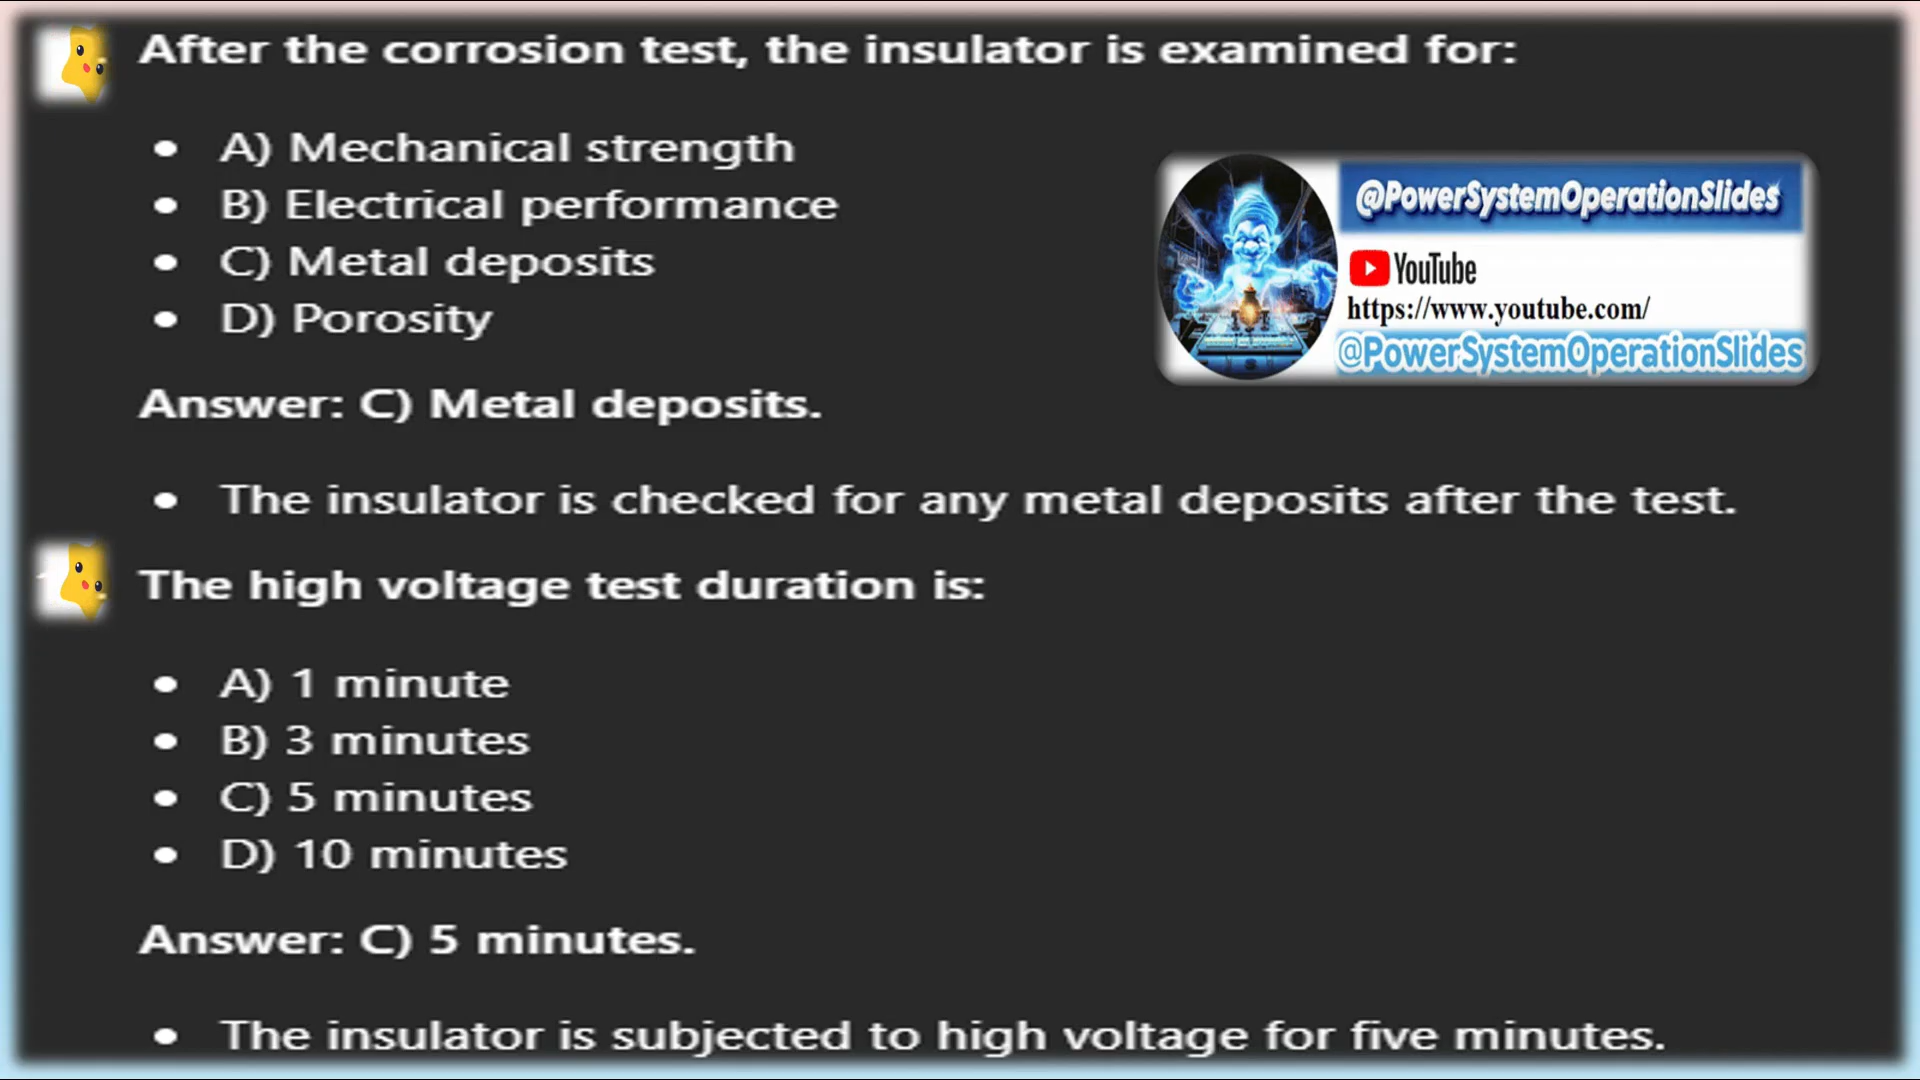 After the corrosion test, the insulator is examined for:
• A) Mechanical strength
• B) Electrical performance
• C) Metal deposits
• D) Porosity
@PowerSystemOperationSlides
YouTube
https://www.youtube.com/
@PowerSystemOperationSlides
Answer: C) Metal deposits.
• The insulator is checked for any metal deposits after the test.
The high voltage test duration is:
• A) 1 minute
• B) 3 minutes
• C) 5 minutes
• D) 10 minutes
Answer: C) 5 minutes.
• The insulator is subjected to high voltage for five minutes.